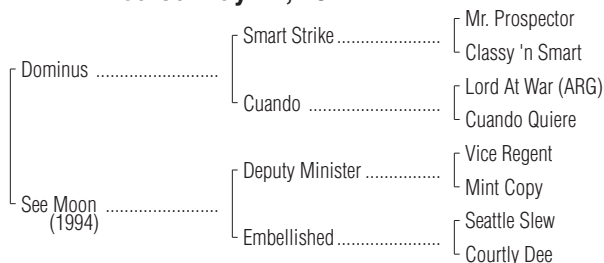 Mr. Prospector
Smart Strike
Classy 'n Smart
Dominus
Lord At War (ARG)
Cuando
Cuando Quiere
Vice Regent
Deputy Minister
Mint Copy
See Moon
(1994)
Seattle Slew
Embellished
Courtly Dee